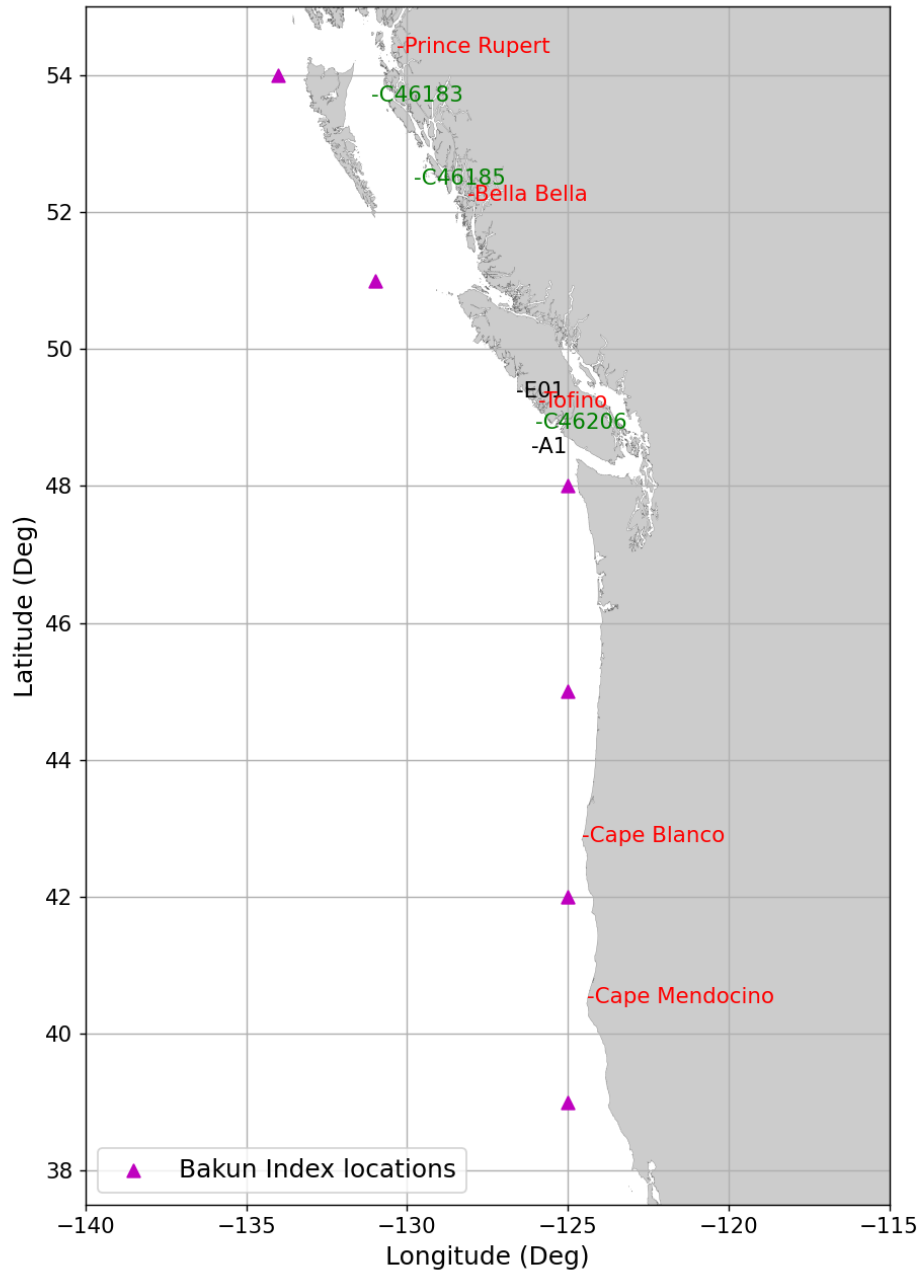 -Prince Rupert
54
-C46183
-C46185
-Bella Bella
52
50
-E01
-Tofino
-C46206
-A1
48
46
44
-Cape Blanco
42
-Cape Mendocino
40
38
Latitude (Deg)
Bakun Index locations
−140 −135 −130 −125 −120 −115
Longitude (Deg)